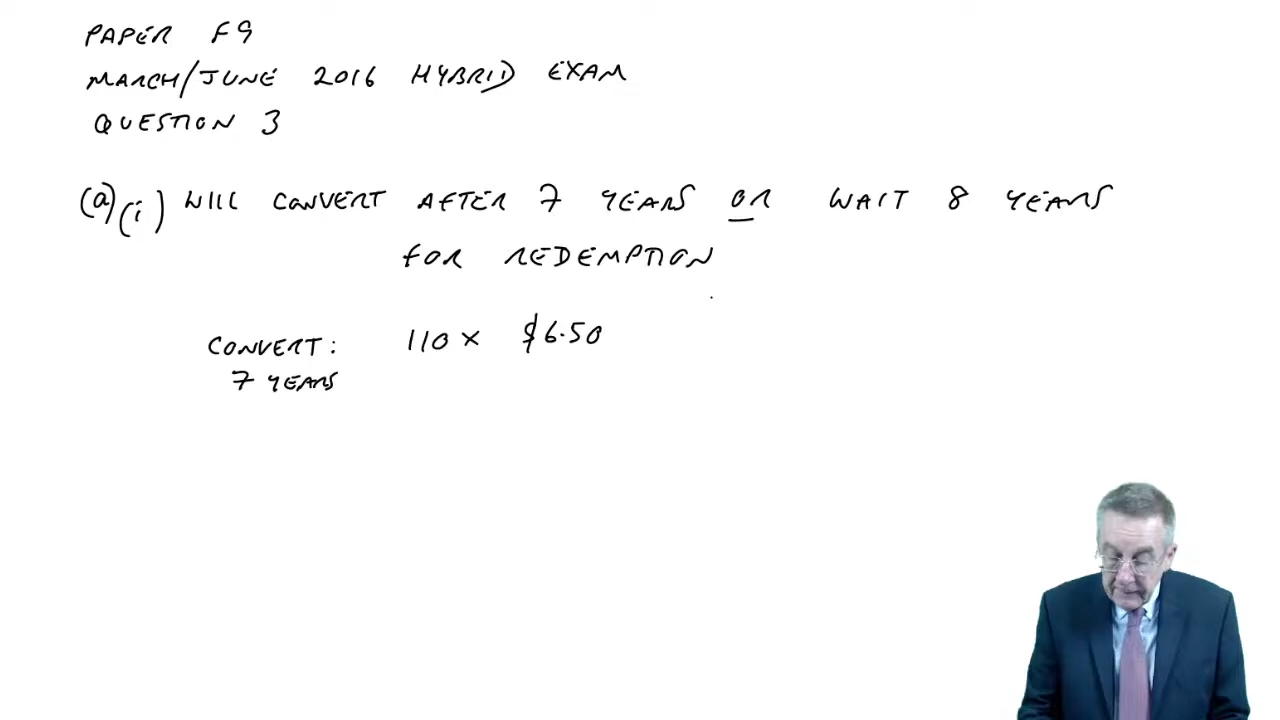 PAPER F9
MARCH/JUNE 2016 HYBRID EXAM
QUESTION 3
(a)(i) WILL CONVERT AFTER 7 YEARS OR WAIT 8 YEARS
FOR REDEMPTION
CONVERT: 110 × $6.50
7 YEARS